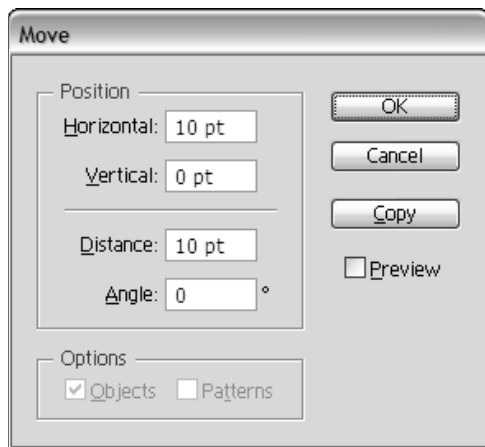 Move
Position
Horizontal: 10 pt
Vertical: 0 pt
Distance: 10 pt
Angle: 0 °
OK
Cancel
Copy
Preview
Options
Objects Patterns